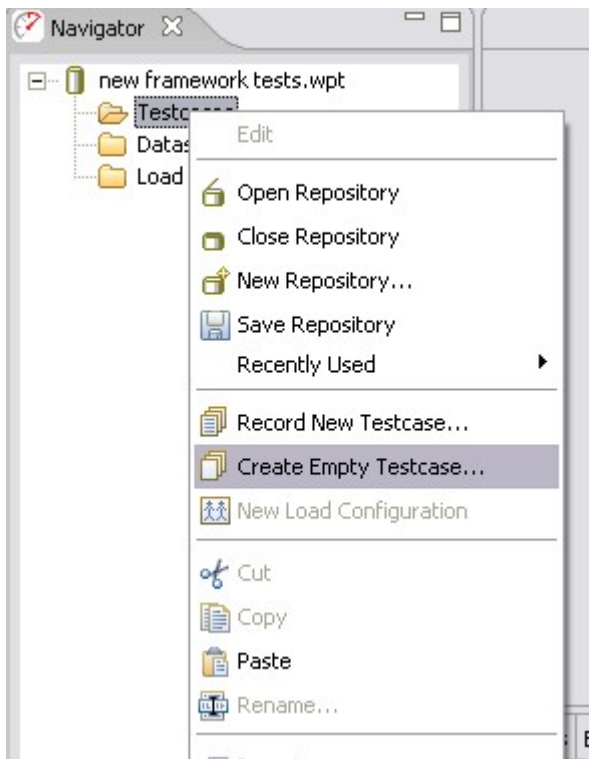 Navigator
new framework tests.wpt
Edit
Load
Open Repository
Close Repository
New Repository...
Save Repository
Recently Used
Record New Testcase...
Create Empty Testcase...
New Load Configuration
Cut
Copy
Paste
Rename...